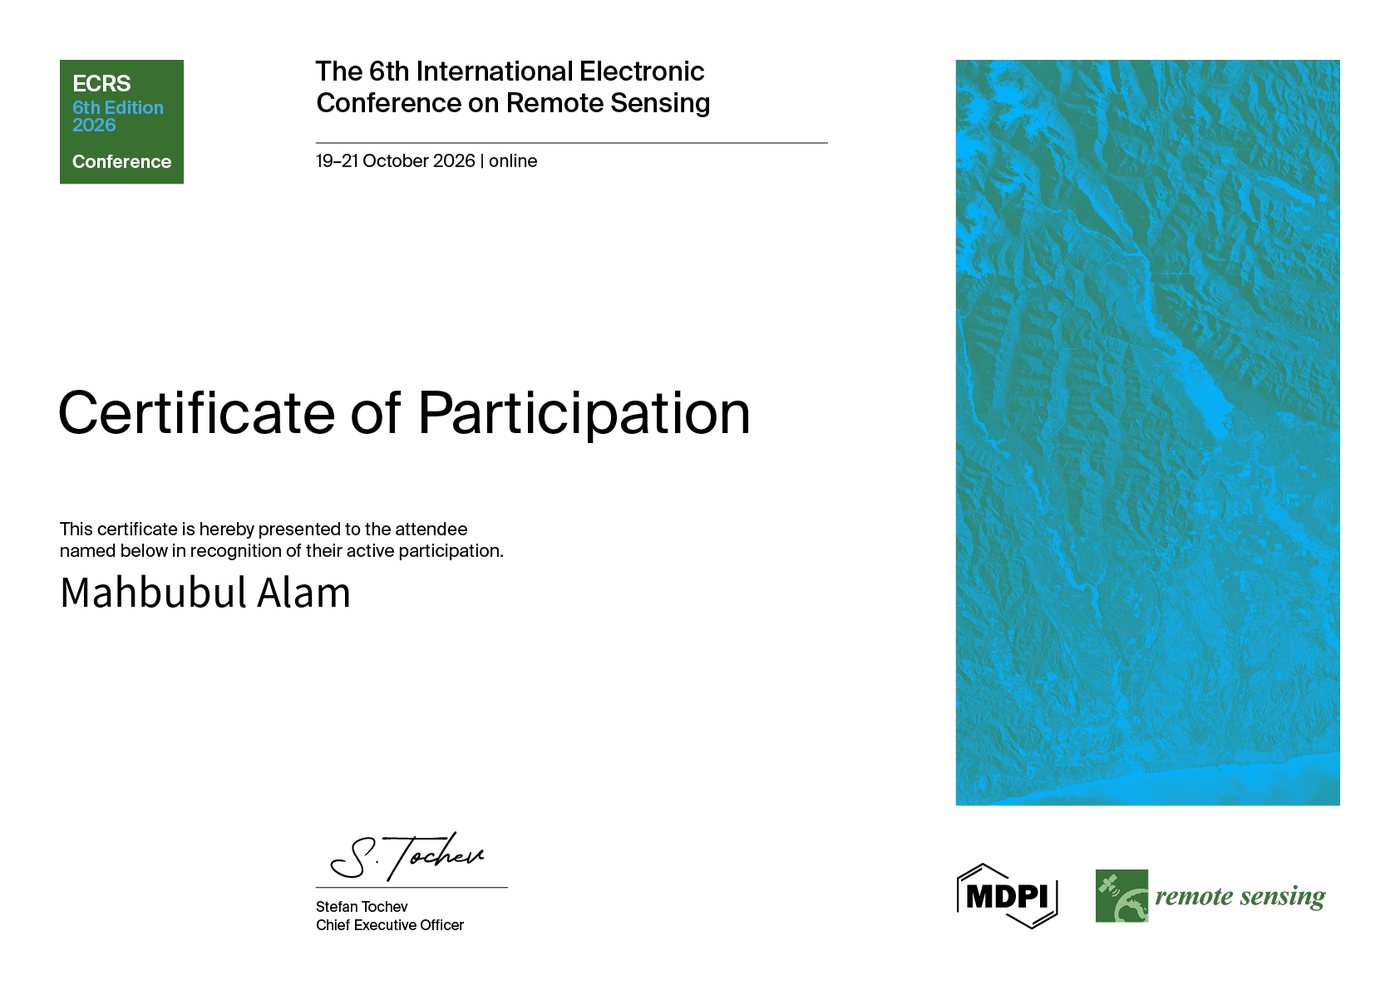 ECRS
6th Edition
2026
Conference
The 6th International Electronic
Conference on Remote Sensing
19–21 October 2026 | online
Certificate of Participation
This certificate is hereby presented to the attendee
named below in recognition of their active participation.
Mahbubul Alam
S. Tochev
Stefan Tochev
Chief Executive Officer
MDPI
remote sensing